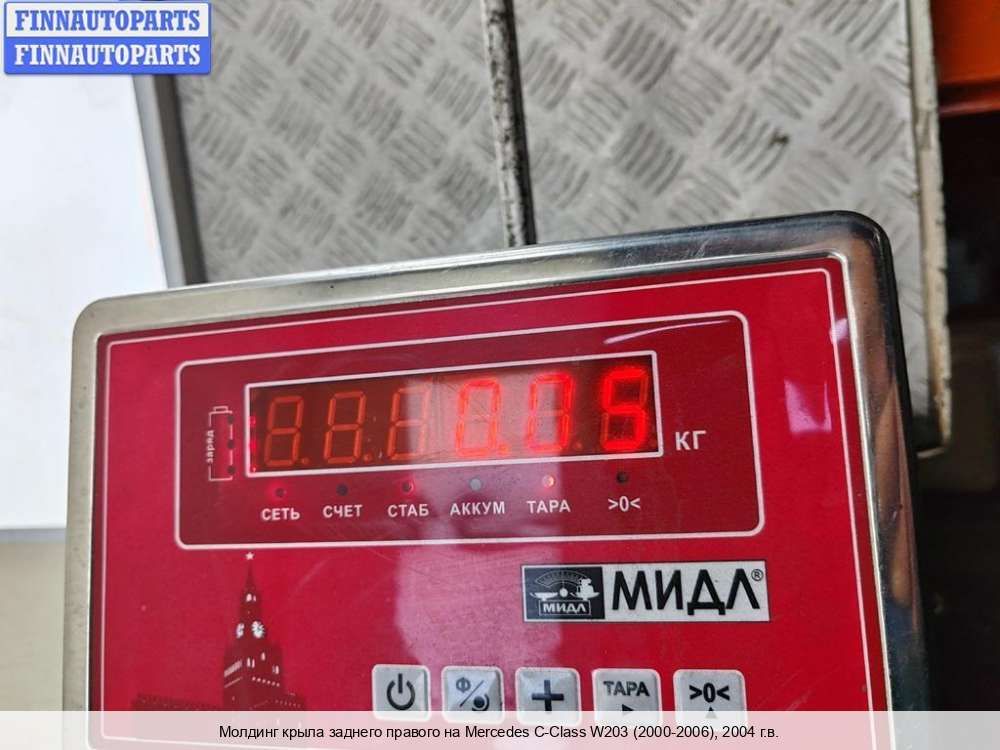 FINNAUTOPARTS
FINNAUTOPARTS
заряд
0.05 КГ
СЕТЬ СЧЕТ СТАБ АККУМ ТАРА >0<
МИДЛ МИДЛ®
Ф/ + ТАРА >0<
Молдинг крыла заднего правого на Mercedes C-Class W203 (2000-2006), 2004 г.в.